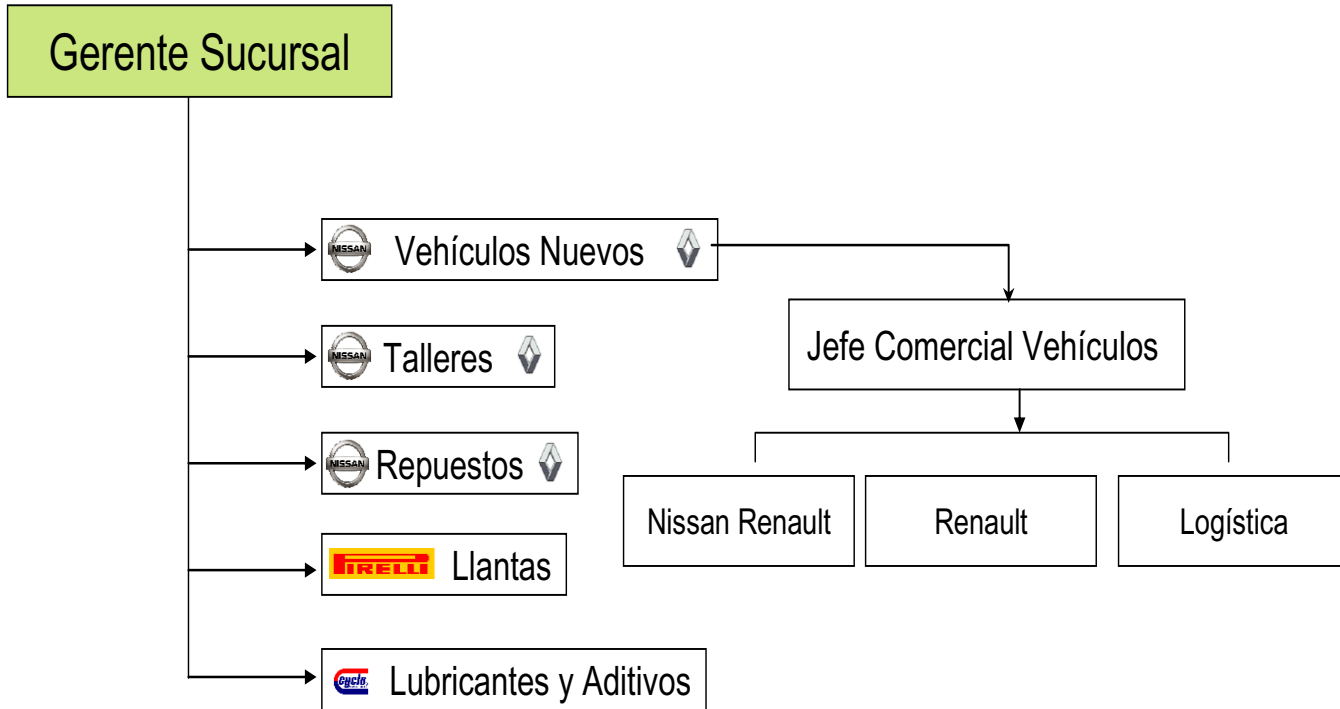 Gerente Sucursal
NISSAN Vehículos Nuevos
Jefe Comercial Vehículos
NISSAN Talleres
NISSAN Repuestos
Nissan Renault
Renault
Logística
PIRELLI Llantas
cyclo Lubricantes y Aditivos